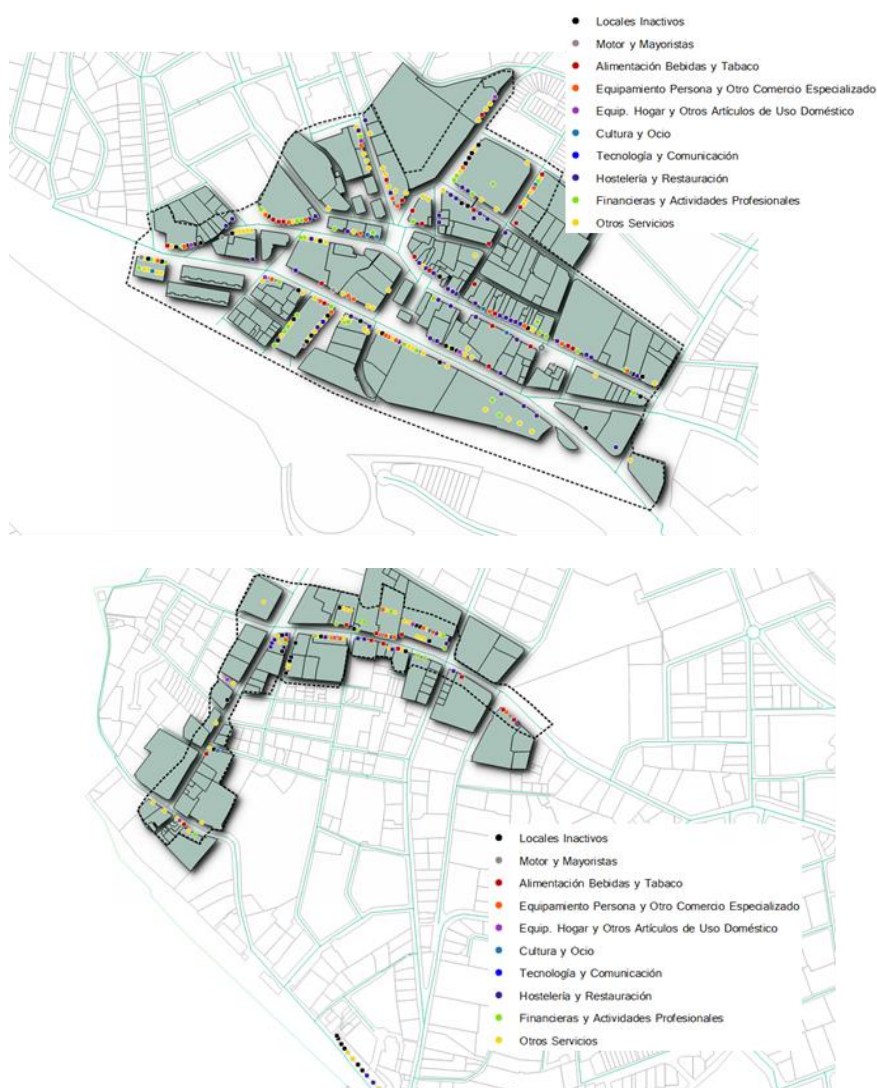 Locales Inactivos
Motor y Mayoristas
Alimentación Bebidas y Tabaco
Equipamiento Persona y Otro Comercio Especializado
Equip. Hogar y Otros Artículos de Uso Doméstico
Cultura y Ocio
Tecnología y Comunicación
Hostelería y Restauración
Financieras y Actividades Profesionales
Otros Servicios
Locales Inactivos
Motor y Mayoristas
Alimentación Bebidas y Tabaco
Equipamiento Persona y Otro Comercio Especializado
Equip. Hogar y Otros Artículos de Uso Doméstico
Cultura y Ocio
Tecnología y Comunicación
Hostelería y Restauración
Financieras y Actividades Profesionales
Otros Servicios